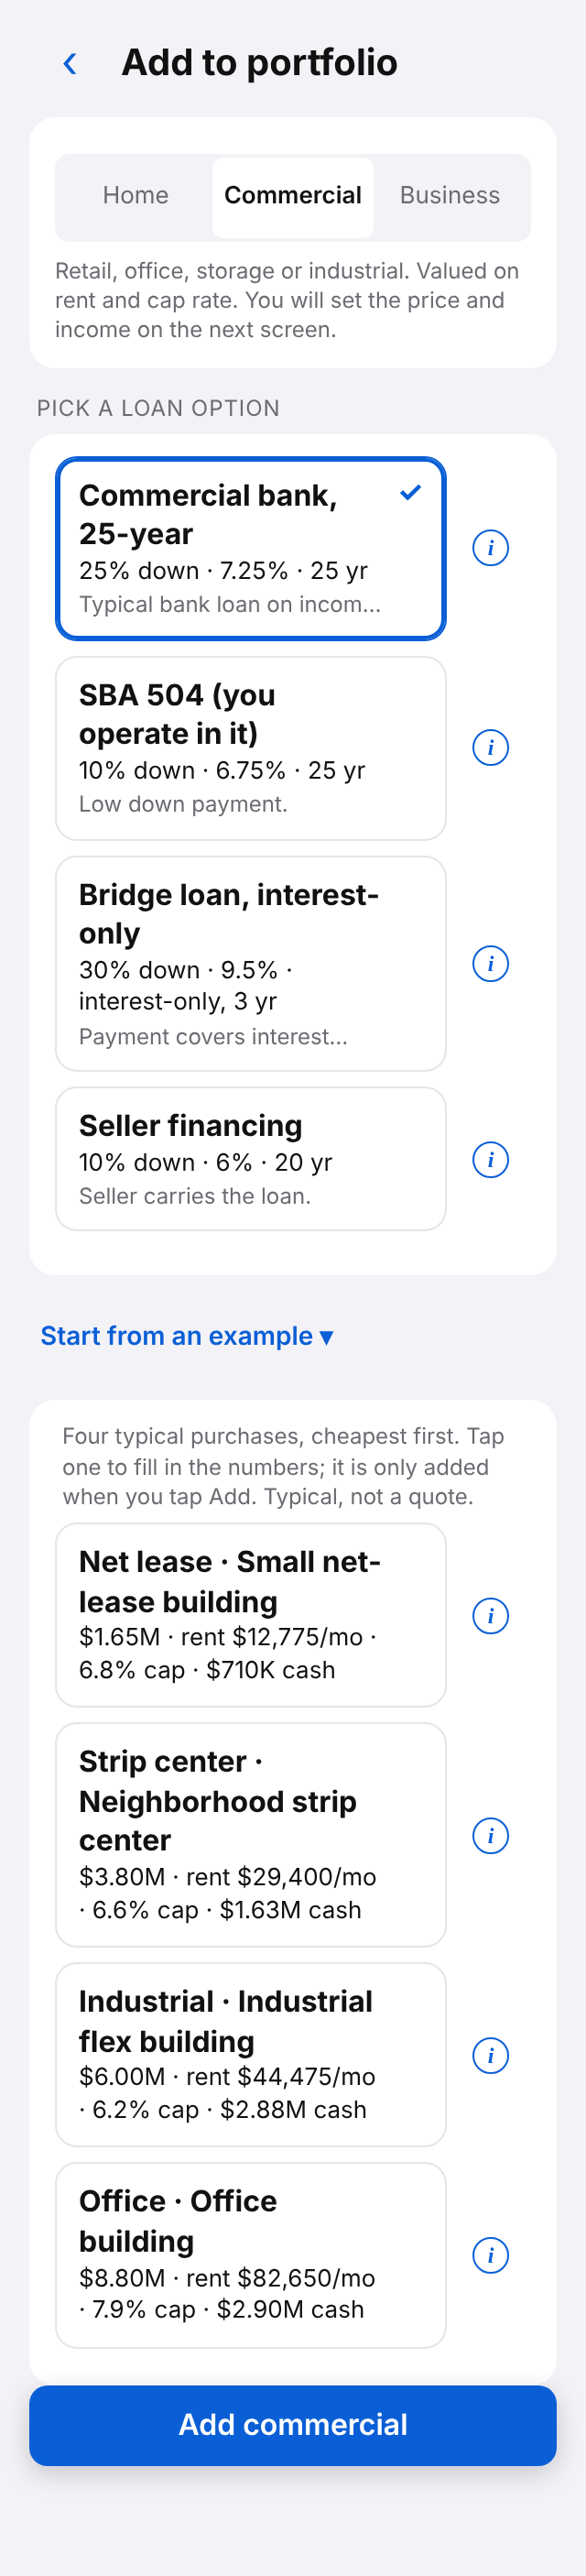 Add to portfolio
Home
Commercial
Business
Retail, office, storage or industrial. Valued on
rent and cap rate. You will set the price and
income on the next screen.
PICK A LOAN OPTION
Commercial bank,
25-year
25% down · 7.25% · 25 yr
Typical bank loan on incom...
i
SBA 504 (you
operate in it)
10% down · 6.75% · 25 yr
Low down payment.
i
Bridge loan, interest-
only
30% down · 9.5% ·
interest-only, 3 yr
Payment covers interest...
i
Seller financing
10% down · 6% · 20 yr
Seller carries the loan.
i
Start from an example ▾
Four typical purchases, cheapest first. Tap
one to fill in the numbers; it is only added
when you tap Add. Typical, not a quote.
Net lease · Small net-
lease building
$1.65M · rent $12,775/mo ·
6.8% cap · $710K cash
i
Strip center ·
Neighborhood strip
center
$3.80M · rent $29,400/mo
· 6.6% cap · $1.63M cash
i
Industrial · Industrial
flex building
$6.00M · rent $44,475/mo
· 6.2% cap · $2.88M cash
i
Office · Office
building
$8.80M · rent $82,650/mo
· 7.9% cap · $2.90M cash
i
Add commercial